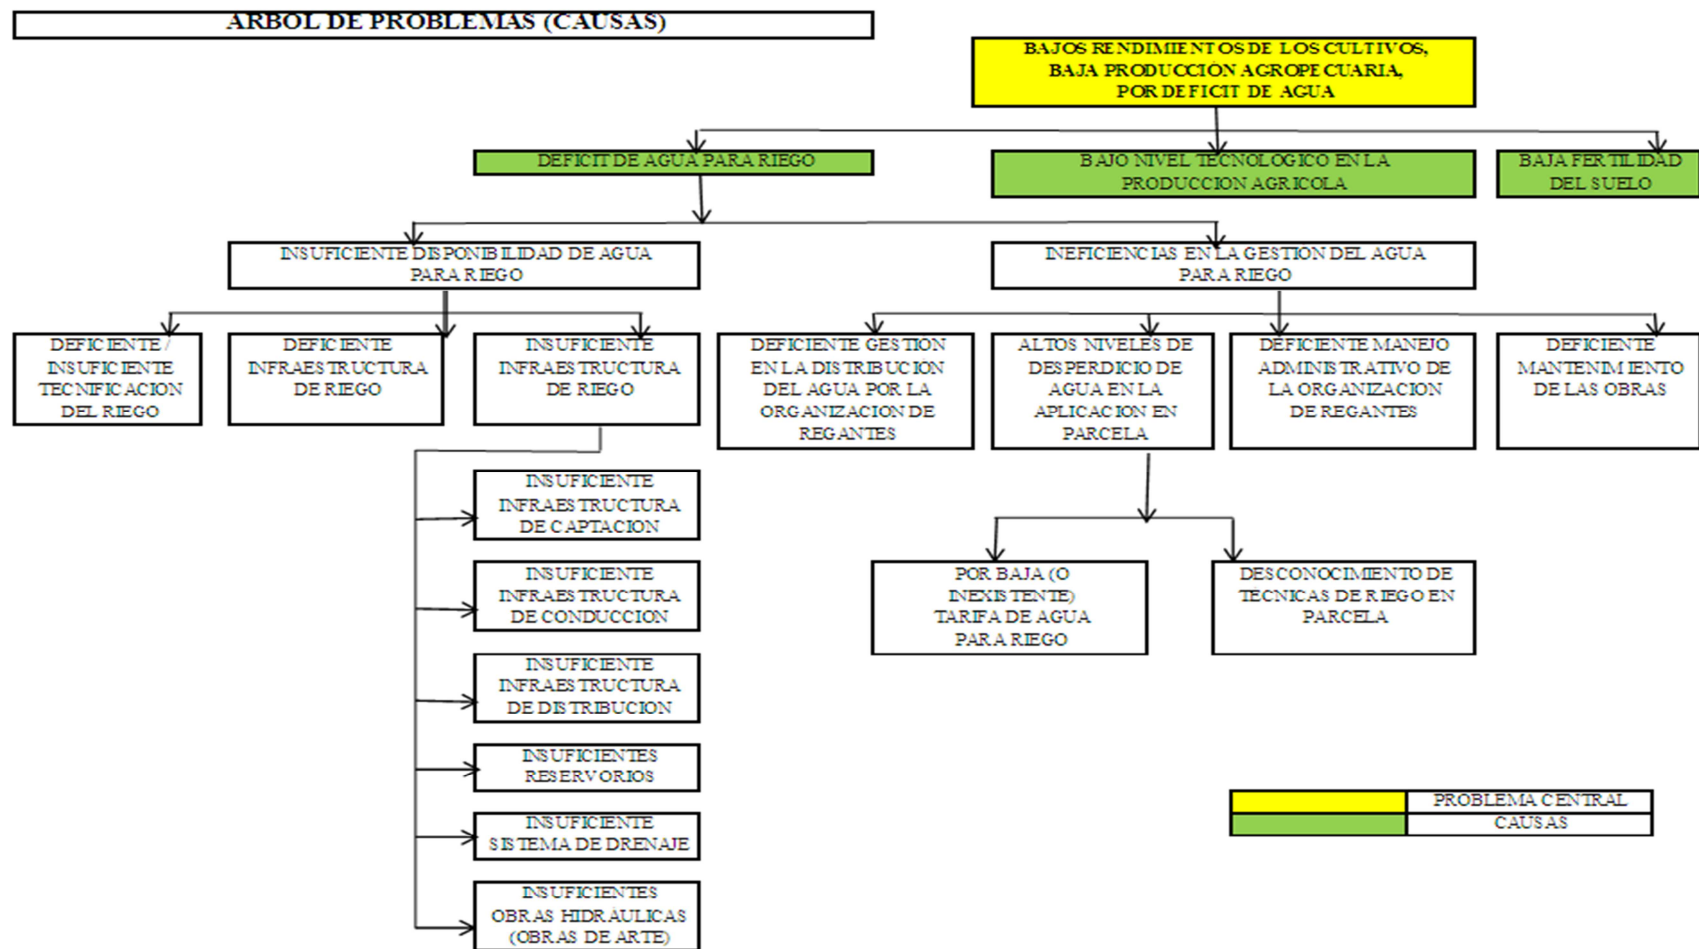 ARBOL DE PROBLEMAS (CAUSAS)
BAJOS RENDIMIENTOS DE LOS CULTIVOS,
BAJA PRODUCCIÓN AGROPECUARIA,
POR DEFICIT DE AGUA
DEFICIT DE AGUA PARA RIEGO
BAJO NIVEL TECNOLOGICO EN LA
PRODUCCION AGRICOLA
BAJA FERTILIDAD
DEL SUELO
INSUFICIENTE DISPONIBILIDAD DE AGUA
PARA RIEGO
INEFICIENCIAS EN LA GESTION DEL AGUA
PARA RIEGO
DEFICIENTE /
INSUFICIENTE
TECNIFICACION
DEL RIEGO
DEFICIENTE
INFRAESTRUCTURA
DE RIEGO
INSUFICIENTE
INFRAESTRUCTURA
DE RIEGO
DEFICIENTE GESTIÓN
EN LA DISTRIBUCIÓN
DEL AGUA POR LA
ORGANIZACION DE
REGANTES
ALTOS NIVELES DE
DESPERDICIO DE
AGUA EN LA
APLICACION EN
PARCELA
DEFICIENTE MANEJO
ADMINISTRATIVO DE
LA ORGANIZACION
DE REGANTES
DEFICIENTE
MANTENIMIENTO
DE LAS OBRAS
INSUFICIENTE
INFRAESTRUCTURA
DE CAPTACION
INSUFICIENTE
INFRAESTRUCTURA
DE CONDUCCION
INSUFICIENTE
INFRAESTRUCTURA
DE DISTRIBUCION
INSUFICIENTES
RESERVORIOS
INSUFICIENTE
SISTEMA DE DRENAJE
INSUFICIENTES
OBRAS HIDRÁULICAS
(OBRAS DE ARTE)
POR BAJA (O
INEXISTENTE)
TARIFA DE AGUA
PARA RIEGO
DESCONOCIMIENTO DE
TÉCNICAS DE RIEGO EN
PARCELA
PROBLEMA CENTRAL
CAUSAS